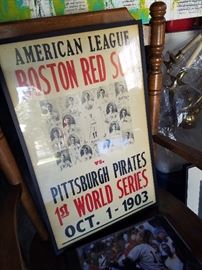 AMERICAN LEAGUE
BOSTON RED SO
VS.
PITTSBURGH PIRATES
1ST WORLD SERIES
OCT. 1 - 1903